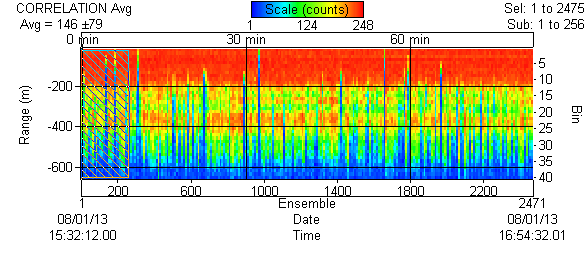 CORRELATION Avg
Avg = 146 ±79
Scale (counts)
1 124 248
Sel: 1 to 2475
Sub: 1 to 256
0 min 30 min 60 min
Range (m)
-200
-400
-600
5
10
15
20
25
30
35
40
Bin
200 600 1000 1400 1800 2200
1 Ensemble 2471
08/01/13 Date 08/01/13
15:32:12.00 Time 16:54:32.01